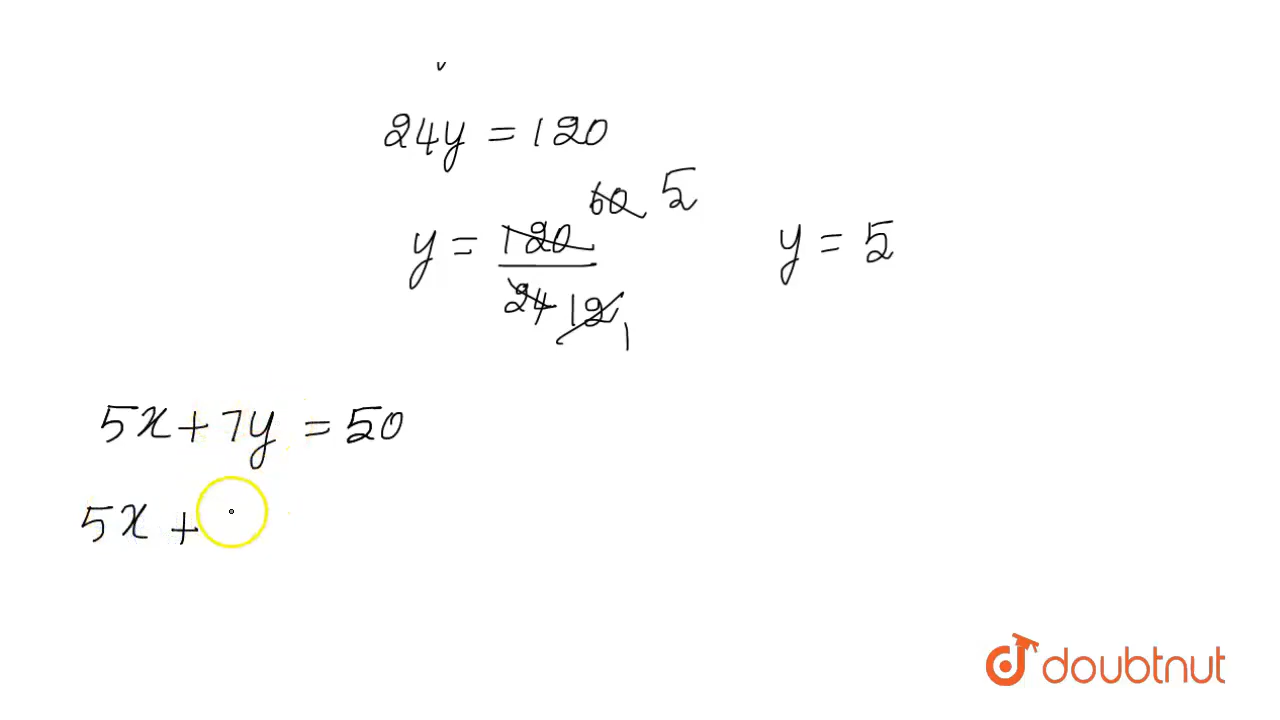 24y = 120
60 5
y = 120/24 12 1 y = 5
5x + 7y = 50
5x +
doubtnut